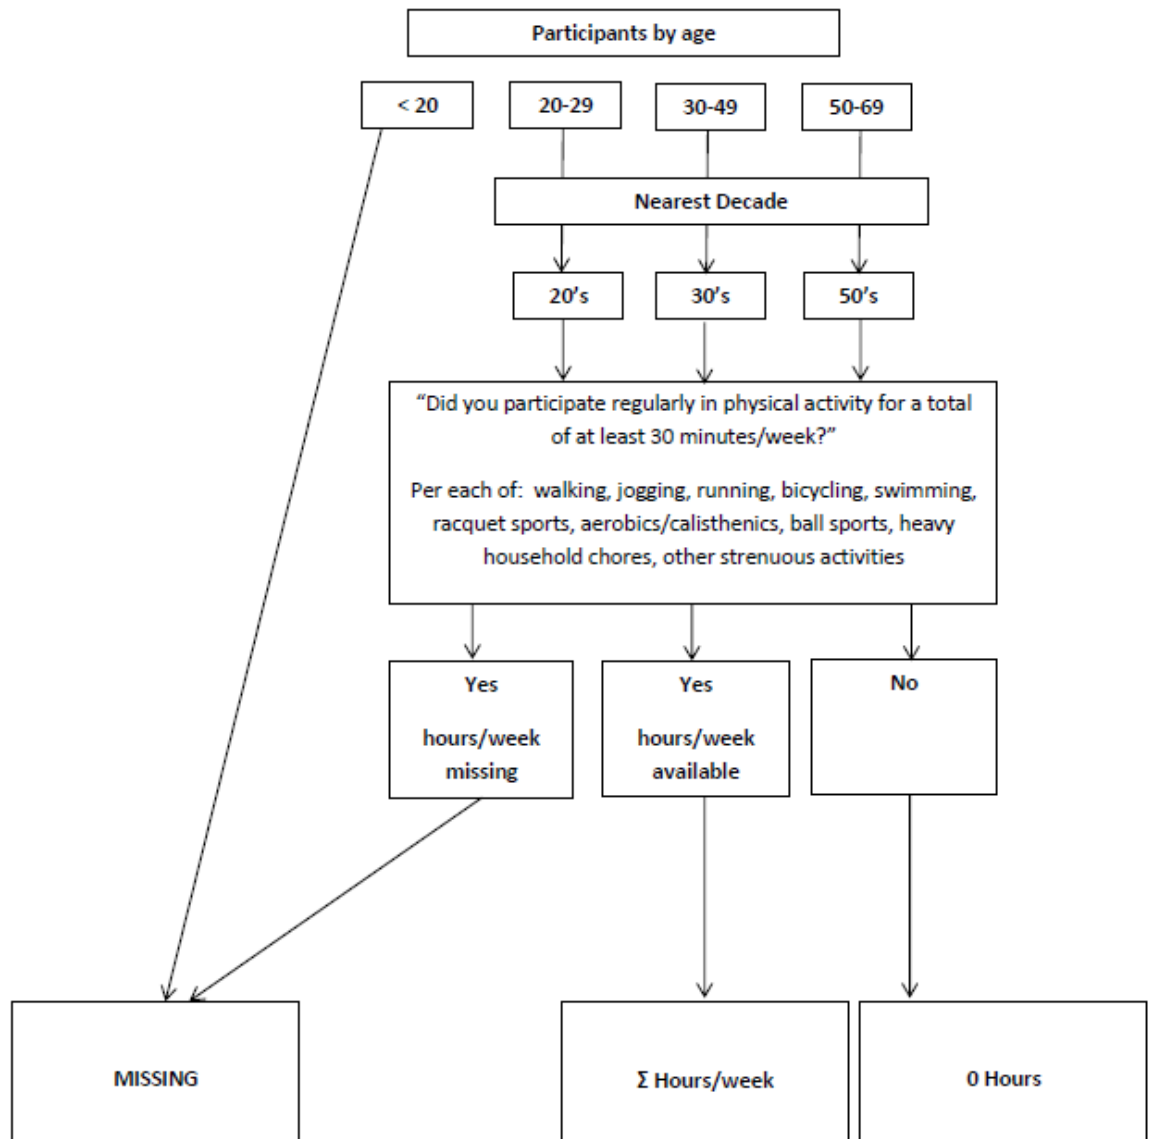 Participants by age
< 20
20-29
30-49
50-69
Nearest Decade
20’s
30’s
50’s
“Did you participate regularly in physical activity for a total
of at least 30 minutes/week?”
Per each of:  walking, jogging, running, bicycling, swimming,
racquet sports, aerobics/calisthenics, ball sports, heavy
household chores, other strenuous activities
Yes
hours/week
missing
Yes
hours/week
available
No
MISSING
Σ Hours/week
0 Hours